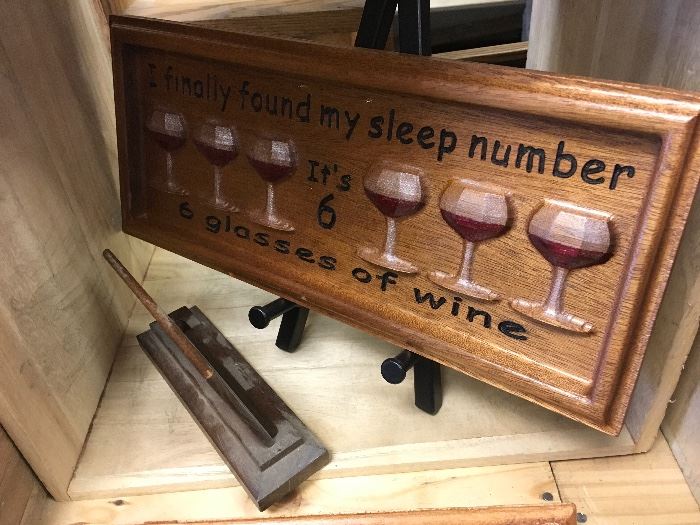 I finally found my sleep number
It's
6
6 glasses of wine